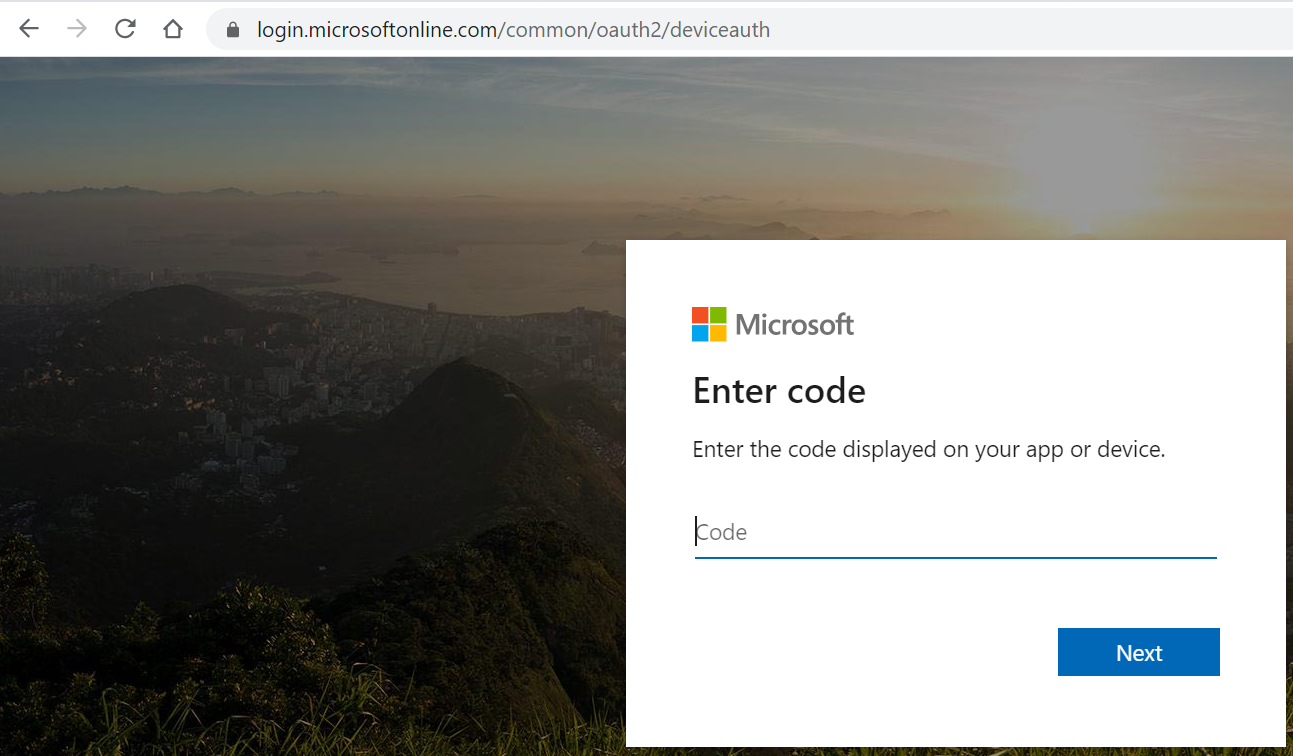 login.microsoftonline.com/common/oauth2/deviceauth
Microsoft
Enter code
Enter the code displayed on your app or device.
Code
Next